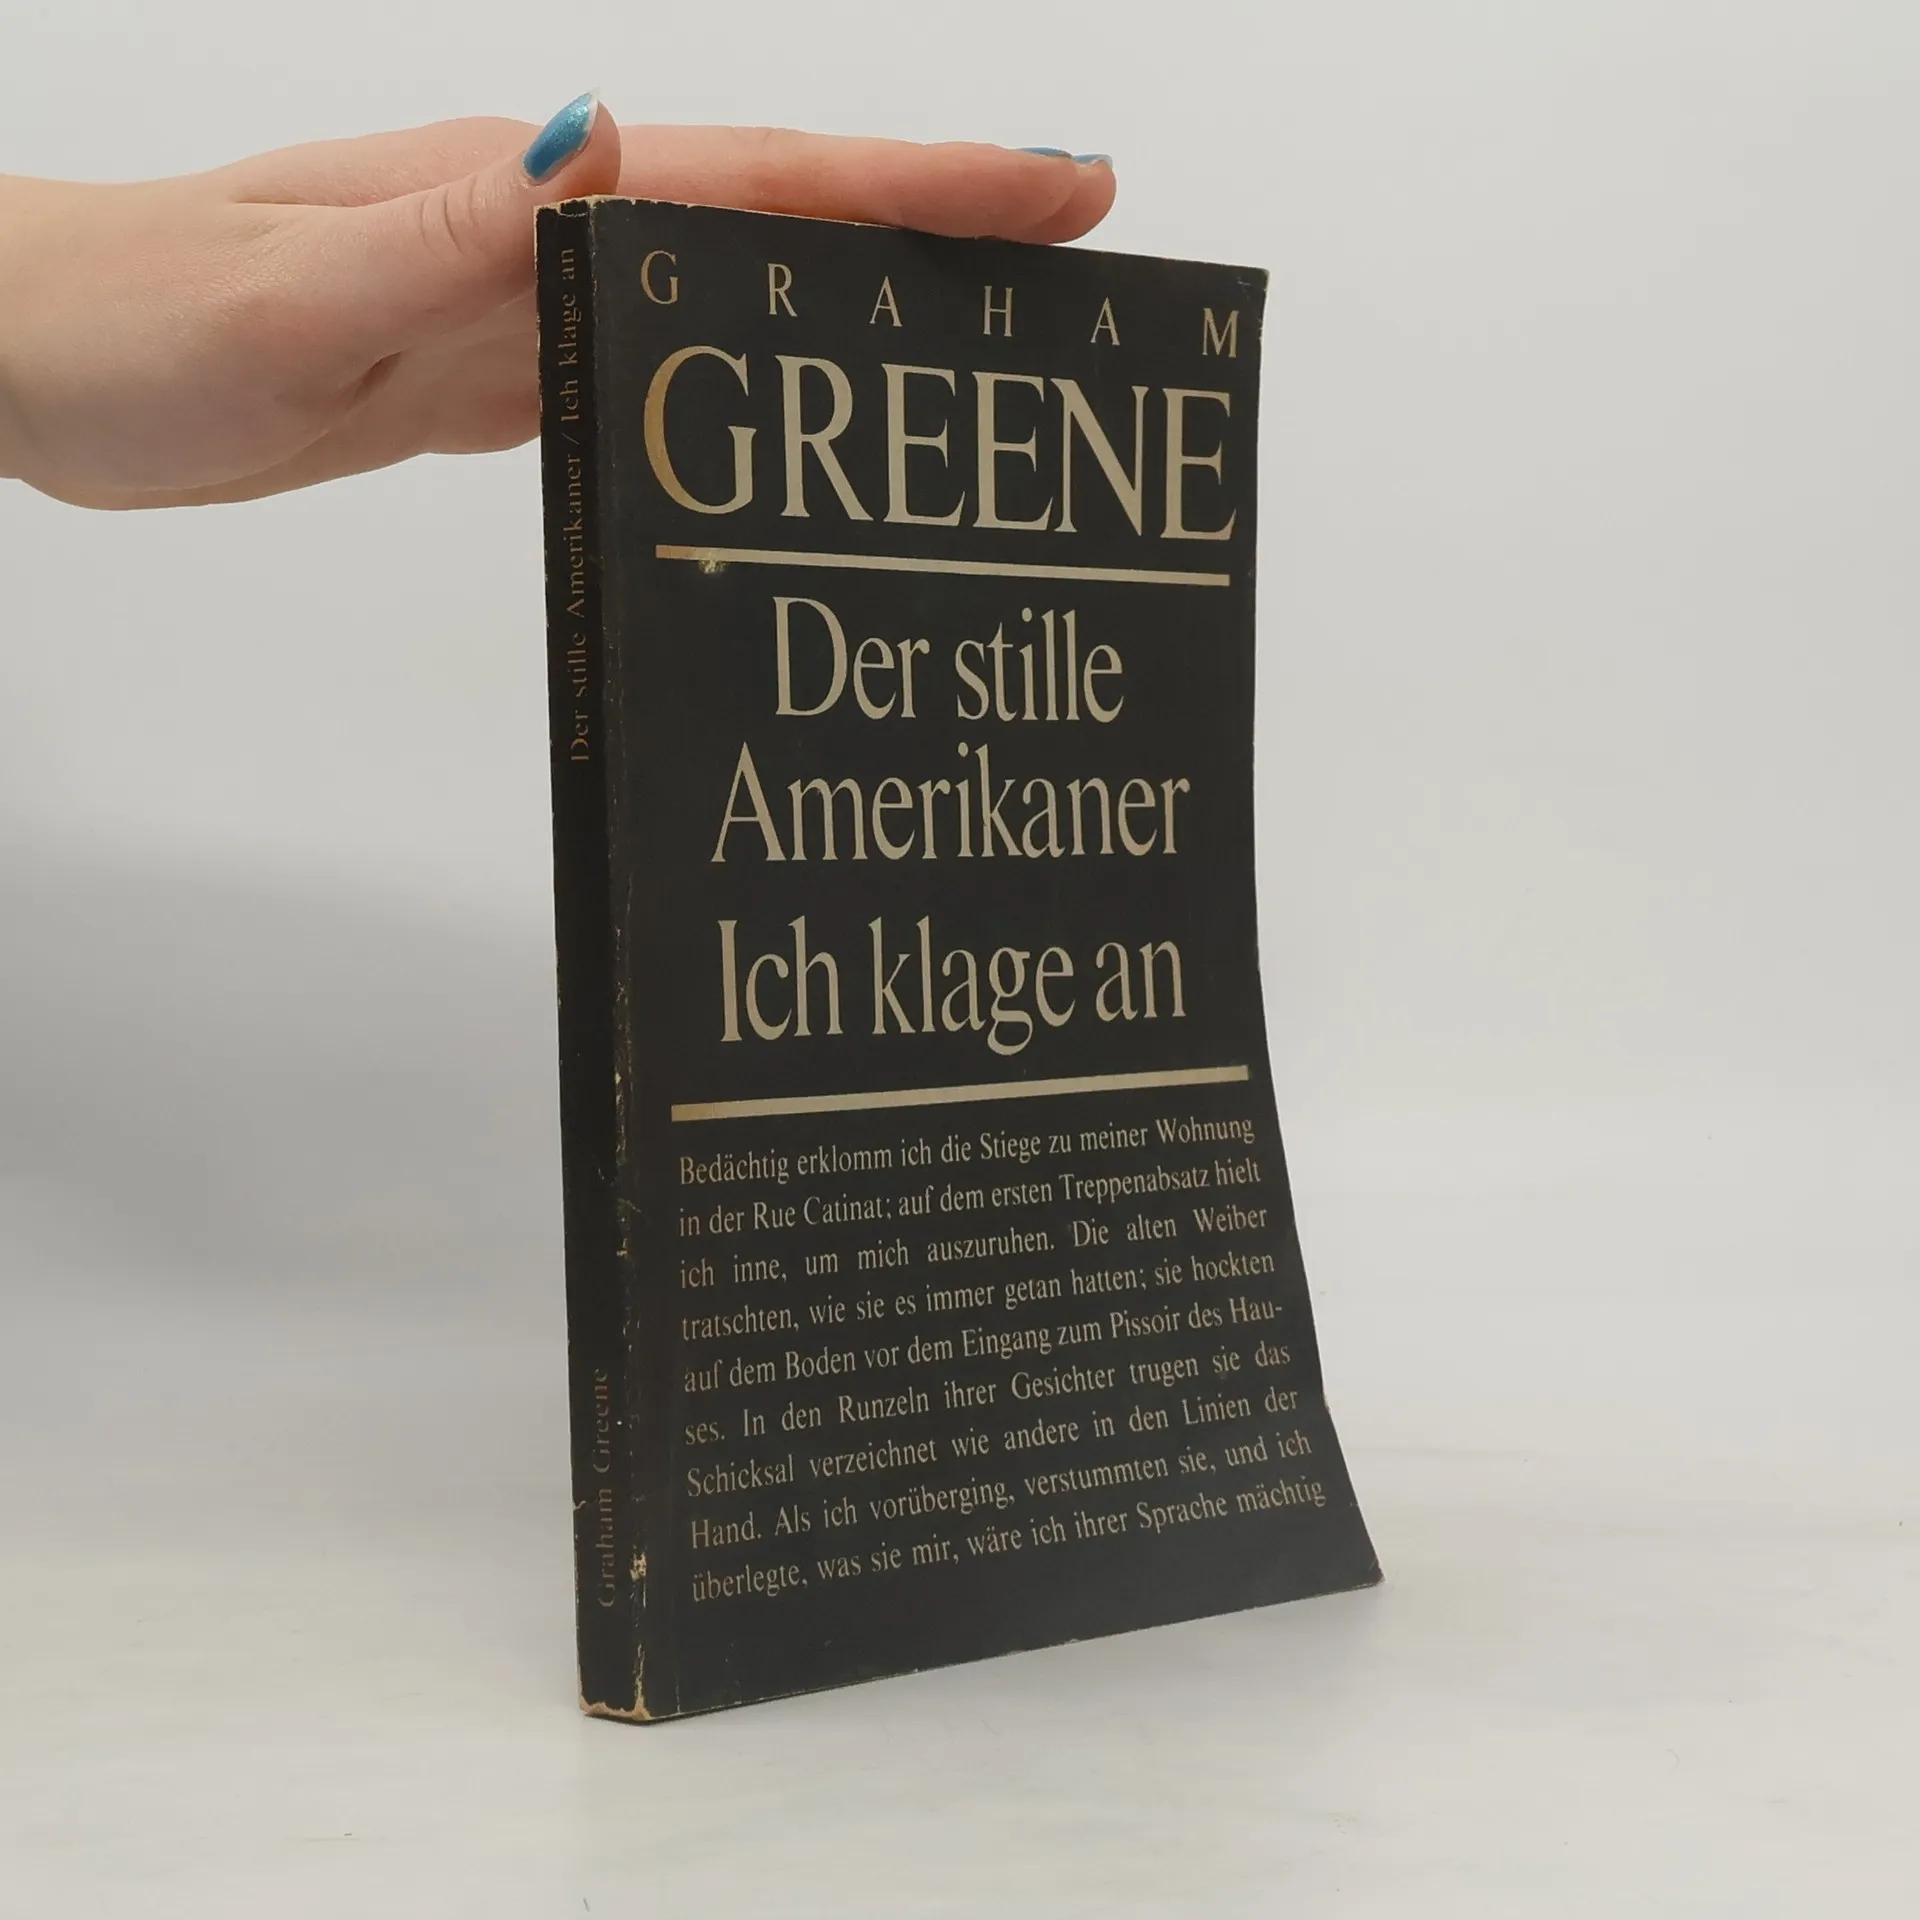 GRAHAM
GREENE
Der stille
Amerikaner
Ich klage an
Bedächtig erklomm ich die Stiege zu meiner Wohnung
in der Rue Catinat; auf dem ersten Treppenabsatz hielt
ich inne, um mich auszuruhen. Die alten Weiber
tratschten, wie sie es immer getan hatten; sie hockten
auf dem Boden vor dem Eingang zum Pissoir des Hau-
ses. In den Runzeln ihrer Gesichter trugen sie das
Schicksal verzeichnet wie andere in den Linien der
Hand. Als ich vorüberging, verstummten sie, und ich
überlegte, was sie mir, wäre ich ihrer Sprache mächtig
Graham Greene
Der stille Amerikaner / Ich klage an